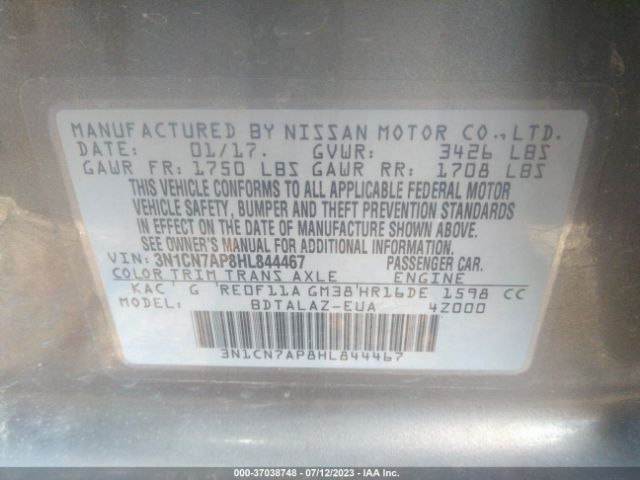 MANUFACTURED BY NISSAN MOTOR CO., LTD.
DATE: 01/17. GVWR: 3426 LBS
GAWR FR: 1750 LBS GAWR RR: 1708 LBS
THIS VEHICLE CONFORMS TO ALL APPLICABLE FEDERAL MOTOR
VEHICLE SAFETY, BUMPER AND THEFT PREVENTION STANDARDS
IN EFFECT ON THE DATE OF MANUFACTURE SHOWN ABOVE.
SEE OWNER'S MANUAL FOR ADDITIONAL INFORMATION.
VIN: 3N1CN7AP8HL844467 PASSENGER CAR.
COLOR TRIM TRANS AXLE ENGINE
KAC G RE0F11A GM38 HR16DE 1598 CC
MODEL: BDTALAZ-EUA 4Z000
3N1CN7AP8HL844467
000-37038748 - 07/12/2023 - IAA Inc.